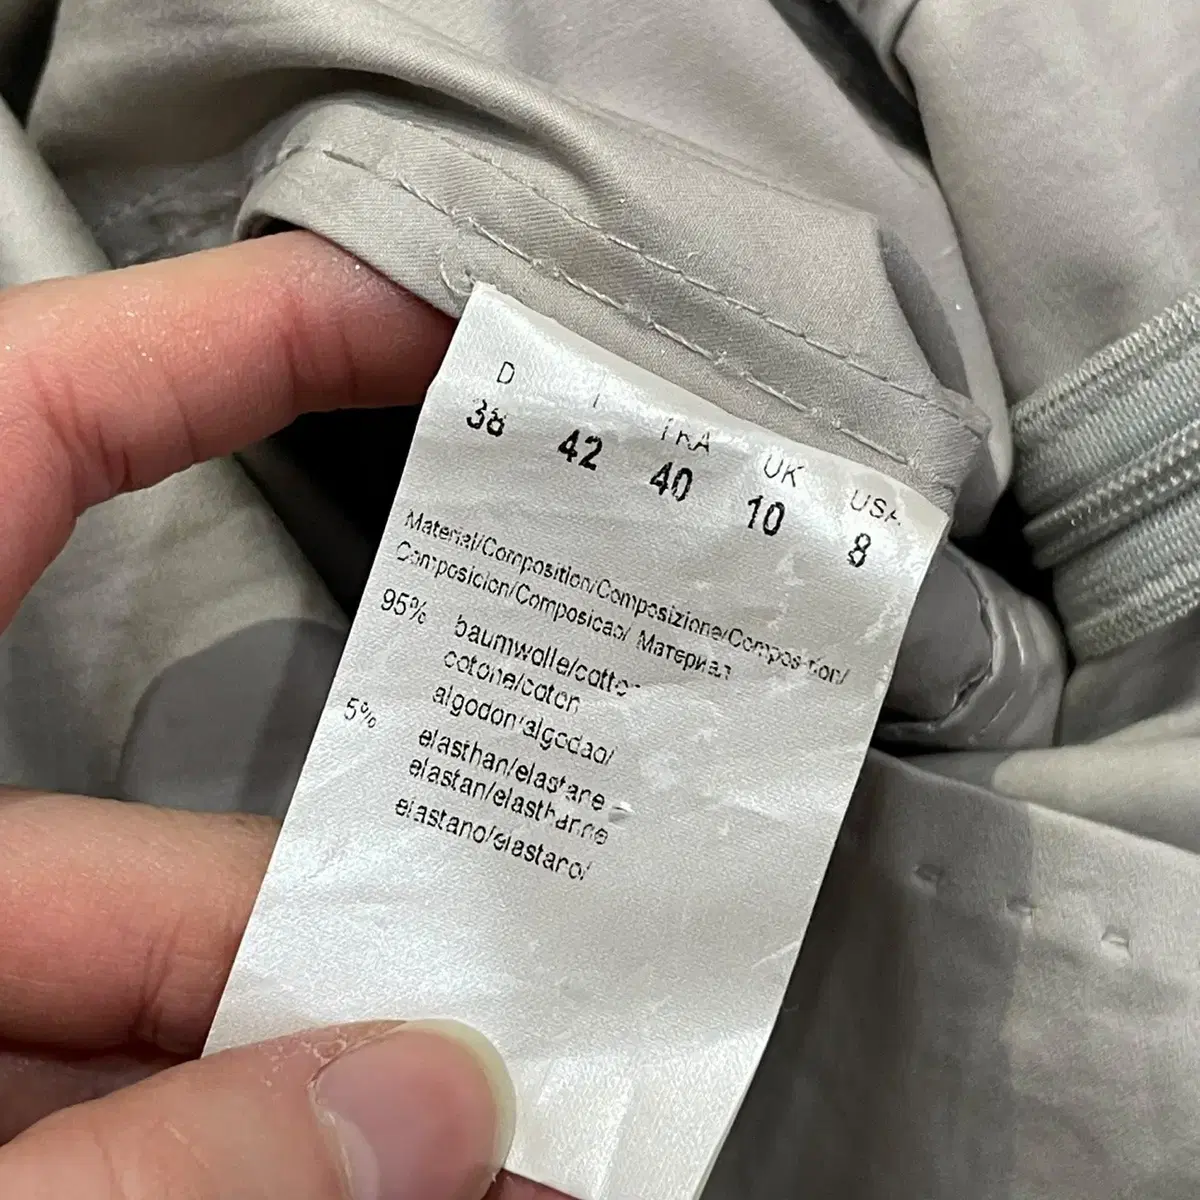 D I FRA UK USA
38 42 40 10 8
Material/Composition/Composizione/Composition/
Composicion/Composicao/ Материал
95% baumwolle/cotton
cotone/coton
algodon/algodao/
5% elasthan/elastane
elastan/elasthanne
elastano/elastano/